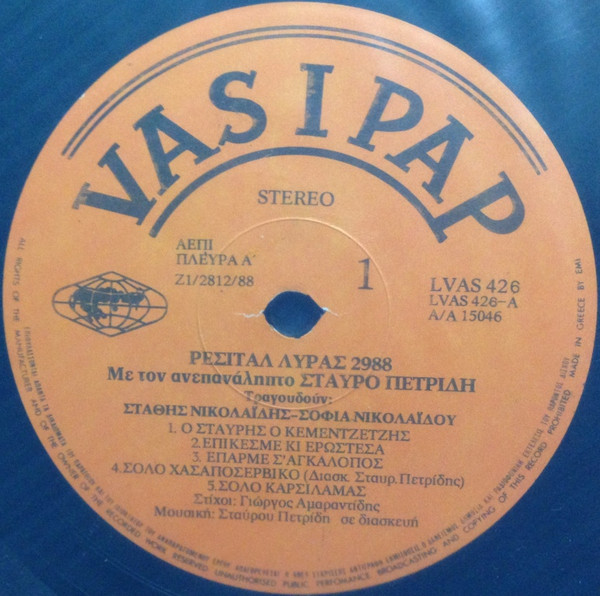 VASIPAP
STEREO
ΑΕΠΙ
ΠΛΕΥΡΑ Α΄
Z1/2812/88
1
LVAS 426
LVAS 426-A
A/A 15046
ΡΕΣΙΤΑΛ ΛΥΡΑΣ 2988
Με τον ανεπανάληπτο ΣΤΑΥΡΟ ΠΕΤΡΙΔΗ
Τραγουδούν:
ΣΤΑΘΗΣ ΝΙΚΟΛΑΪΔΗΣ-ΣΟΦΙΑ ΝΙΚΟΛΑΪΔΟΥ
1. Ο ΣΤΑΥΡΗΣ Ο ΚΕΜΕΝΤΖΕΤΖΗΣ
2.ΕΠΙΚΕΣΜΕ ΚΙ ΕΡΩΣΤΕΣΑ
3. ΕΠΑΡΜΕ Σ'ΑΓΚΑΛΟΠΟΣ
4.ΣΟΛΟ ΧΑΣΑΠΟΣΕΡΒΙΚΟ (Διασκ. Σταυρ. Πετρίδης)
5.ΣΟΛΟ ΚΑΡΣΙΛΑΜΑΣ
Στίχοι: Γιώργος Αμαραντίδης
Μουσική: Σταύρου Πετρίδη σε διασκευή
ALL RIGHTS OF THE MANUFACTURER AND OF THE OWNER OF THE RECORDED WORK RESERVED. UNAUTHORISED PUBLIC PERFORMANCE BROADCASTING AND COPYING OF THIS RECORD PROHIBITED MADE IN GREECE BY EMI